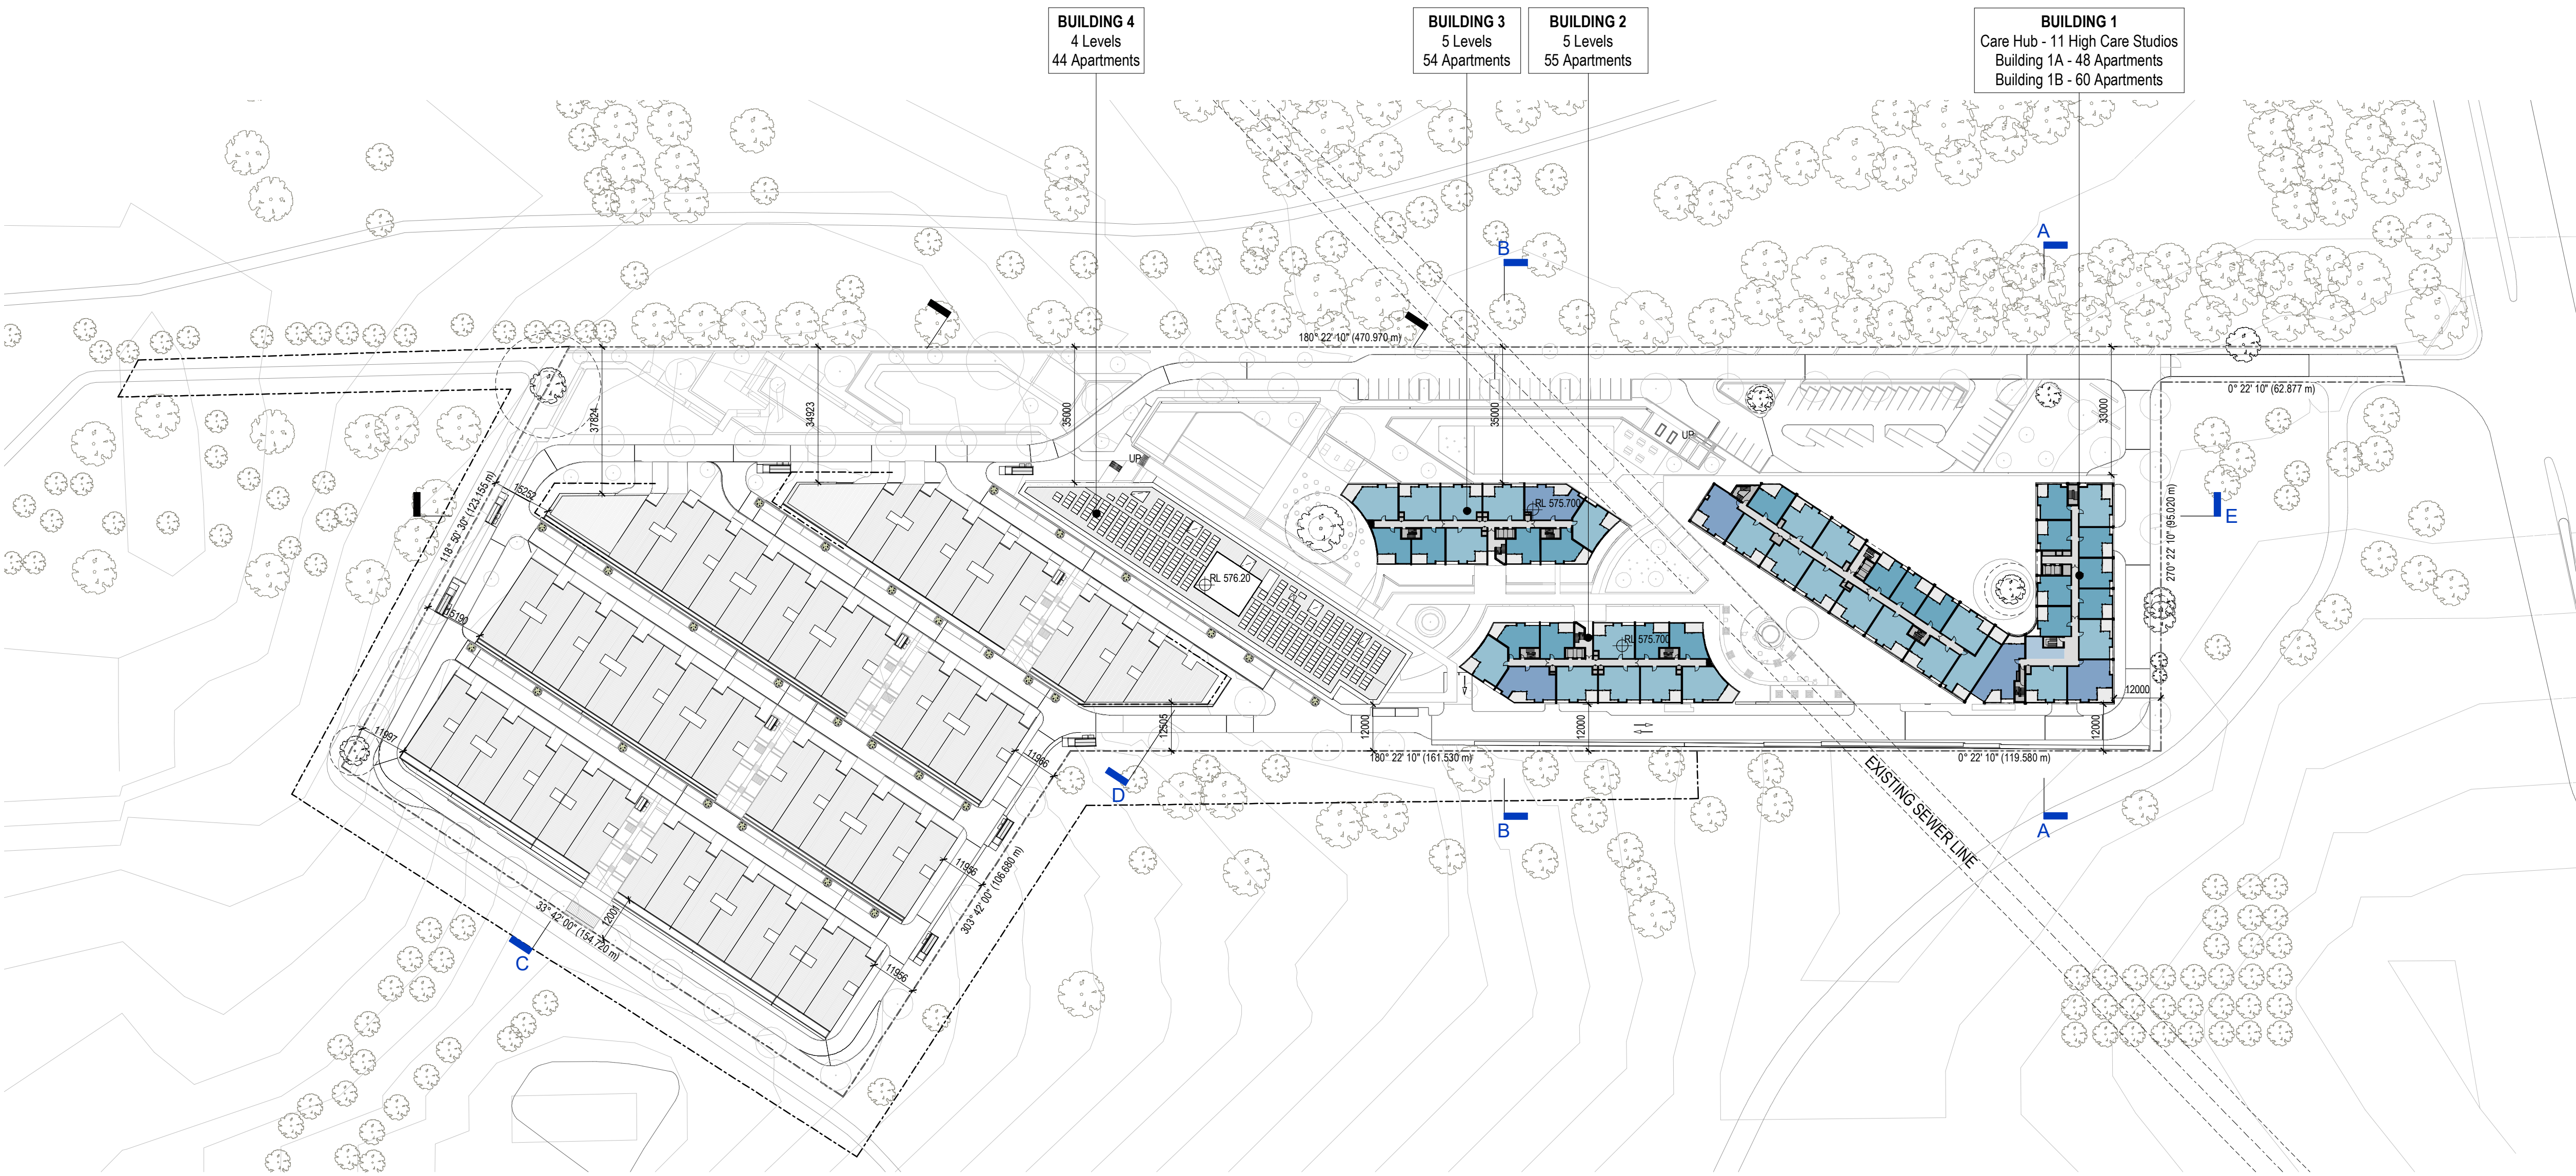 BUILDING 4
4 Levels
44 Apartments
BUILDING 3
5 Levels
54 Apartments
BUILDING 2
5 Levels
55 Apartments
BUILDING 1
Care Hub - 11 High Care Studios
Building 1A - 48 Apartments
Building 1B - 60 Apartments
A
B
180° 22' 10" (470.970 m)
0° 22' 10" (62.877 m)
37824
34923
35000
35000
33000
UP
UP
15252
118° 50' 30" (123.155 m)
RL 575.700
E
270° 22' 10" (95.020 m)
RL 576.20
15190
RL 575.700
12000
11997
11966
12505
12000
12000
12000
180° 22' 10" (161.530 m)
0° 22' 10" (119.580 m)
EXISTING SEWER LINE
D
B
A
11956
303° 42' 00" (106.680 m)
12001
33° 42' 00" (154.720 m)
C
11956